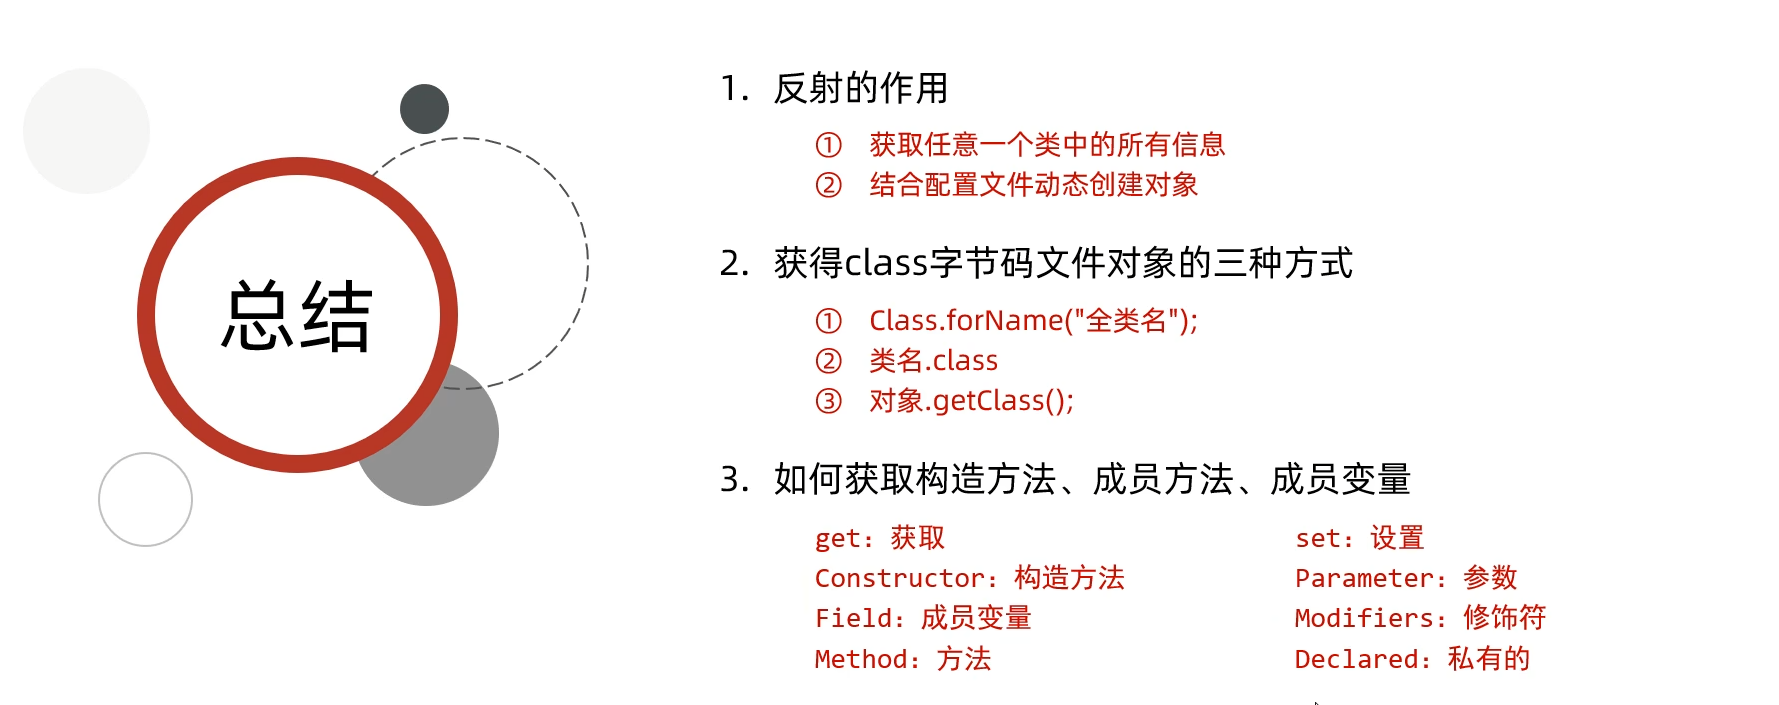 总结
1. 反射的作用
① 获取任意一个类中的所有信息
② 结合配置文件动态创建对象
2. 获得class字节码文件对象的三种方式
① Class.forName("全类名");
② 类名.class
③ 对象.getClass();
3. 如何获取构造方法、成员方法、成员变量
get: 获取
Constructor: 构造方法
Field: 成员变量
Method: 方法
set: 设置
Parameter: 参数
Modifiers: 修饰符
Declared: 私有的